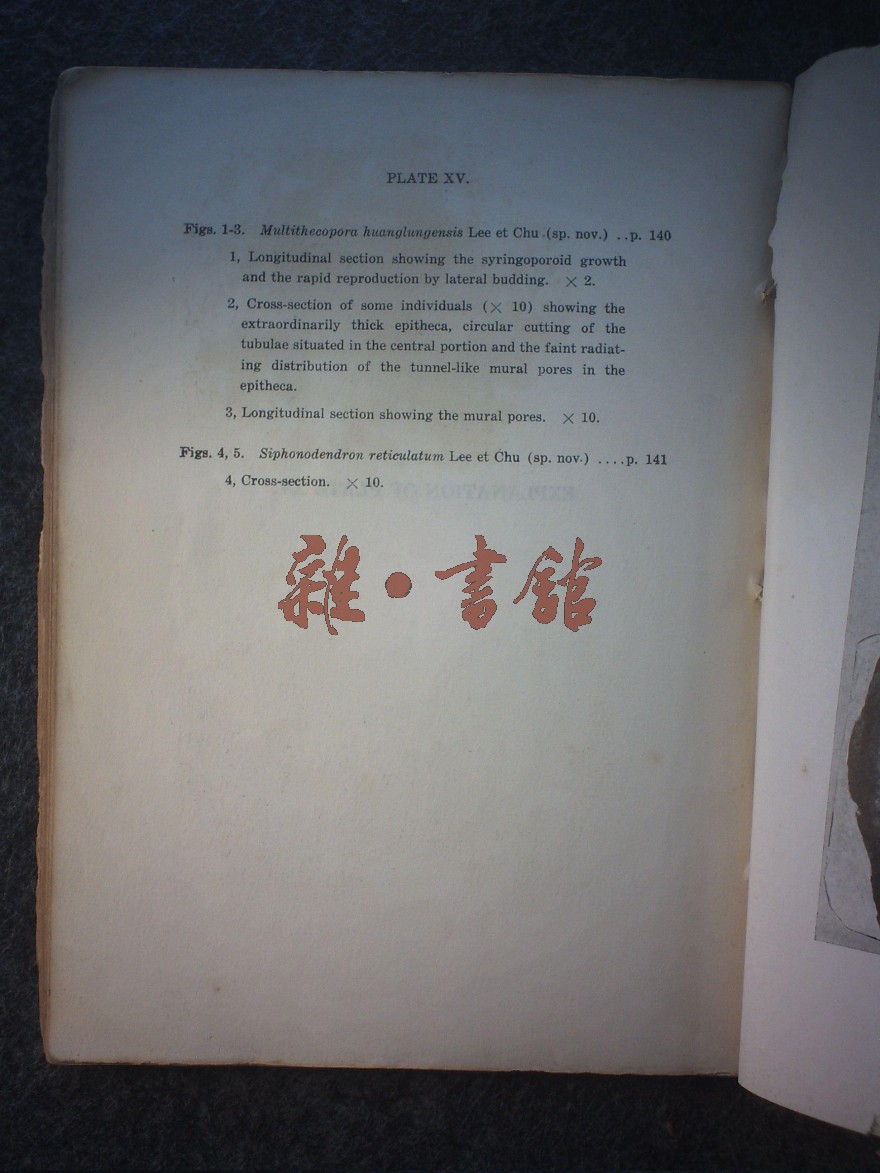 PLATE XV.
Figs. 1-3. Multithecopora huanglungensis Lee et Chu (sp. nov.) ..p. 140
1, Longitudinal section showing the syringoporoid growth
and the rapid reproduction by lateral budding. × 2.
2, Cross-section of some individuals (× 10) showing the
extraordinarily thick epitheca, circular cutting of the
tubulae situated in the central portion and the faint radiat-
ing distribution of the tunnel-like mural pores in the
epitheca.
3, Longitudinal section showing the mural pores. × 10.
Figs. 4, 5. Siphonodendron reticulatum Lee et Chu (sp. nov.) ....p. 141
4, Cross-section. × 10.
EXPLANATION OF PLATE
雜·書館